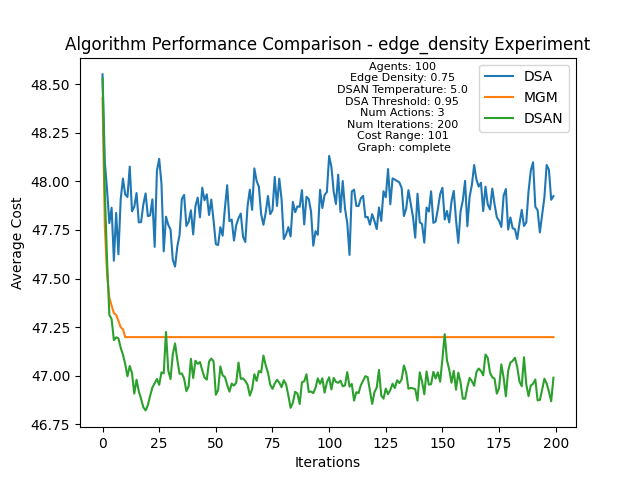 Algorithm Performance Comparison - edge_density Experiment
Agents: 100
Edge Density: 0.75
DSAN Temperature: 5.0
DSA Threshold: 0.95
Num Actions: 3
Num Iterations: 200
Cost Range: 101
Graph: complete
DSA
MGM
DSAN
Average Cost
48.50
48.25
48.00
47.75
47.50
47.25
47.00
46.75
0 25 50 75 100 125 150 175 200
Iterations